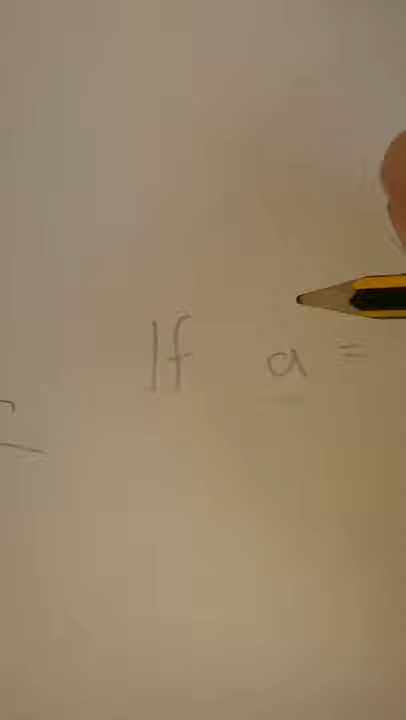 If a =